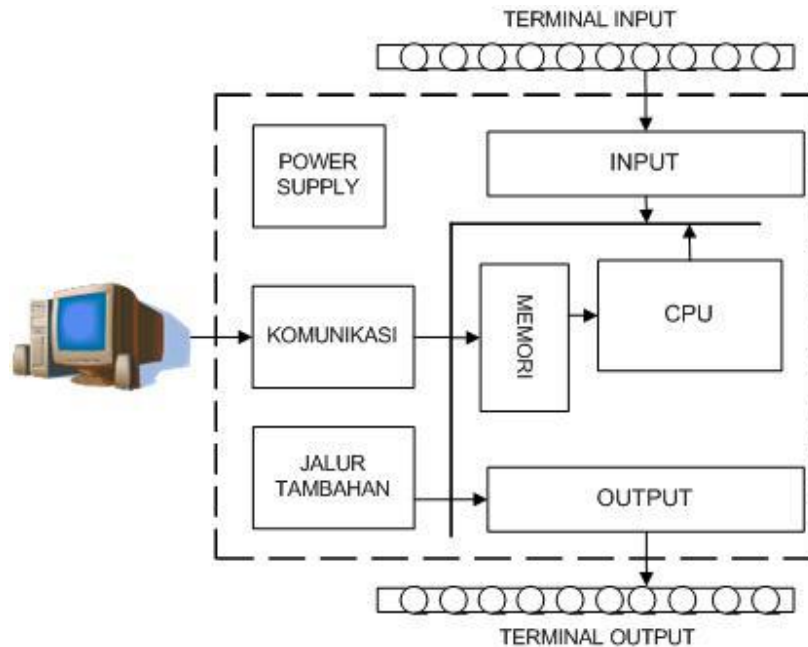 TERMINAL INPUT
POWER
SUPPLY
INPUT
KOMUNIKASI
MEMORI
CPU
JALUR
TAMBAHAN
OUTPUT
TERMINAL OUTPUT